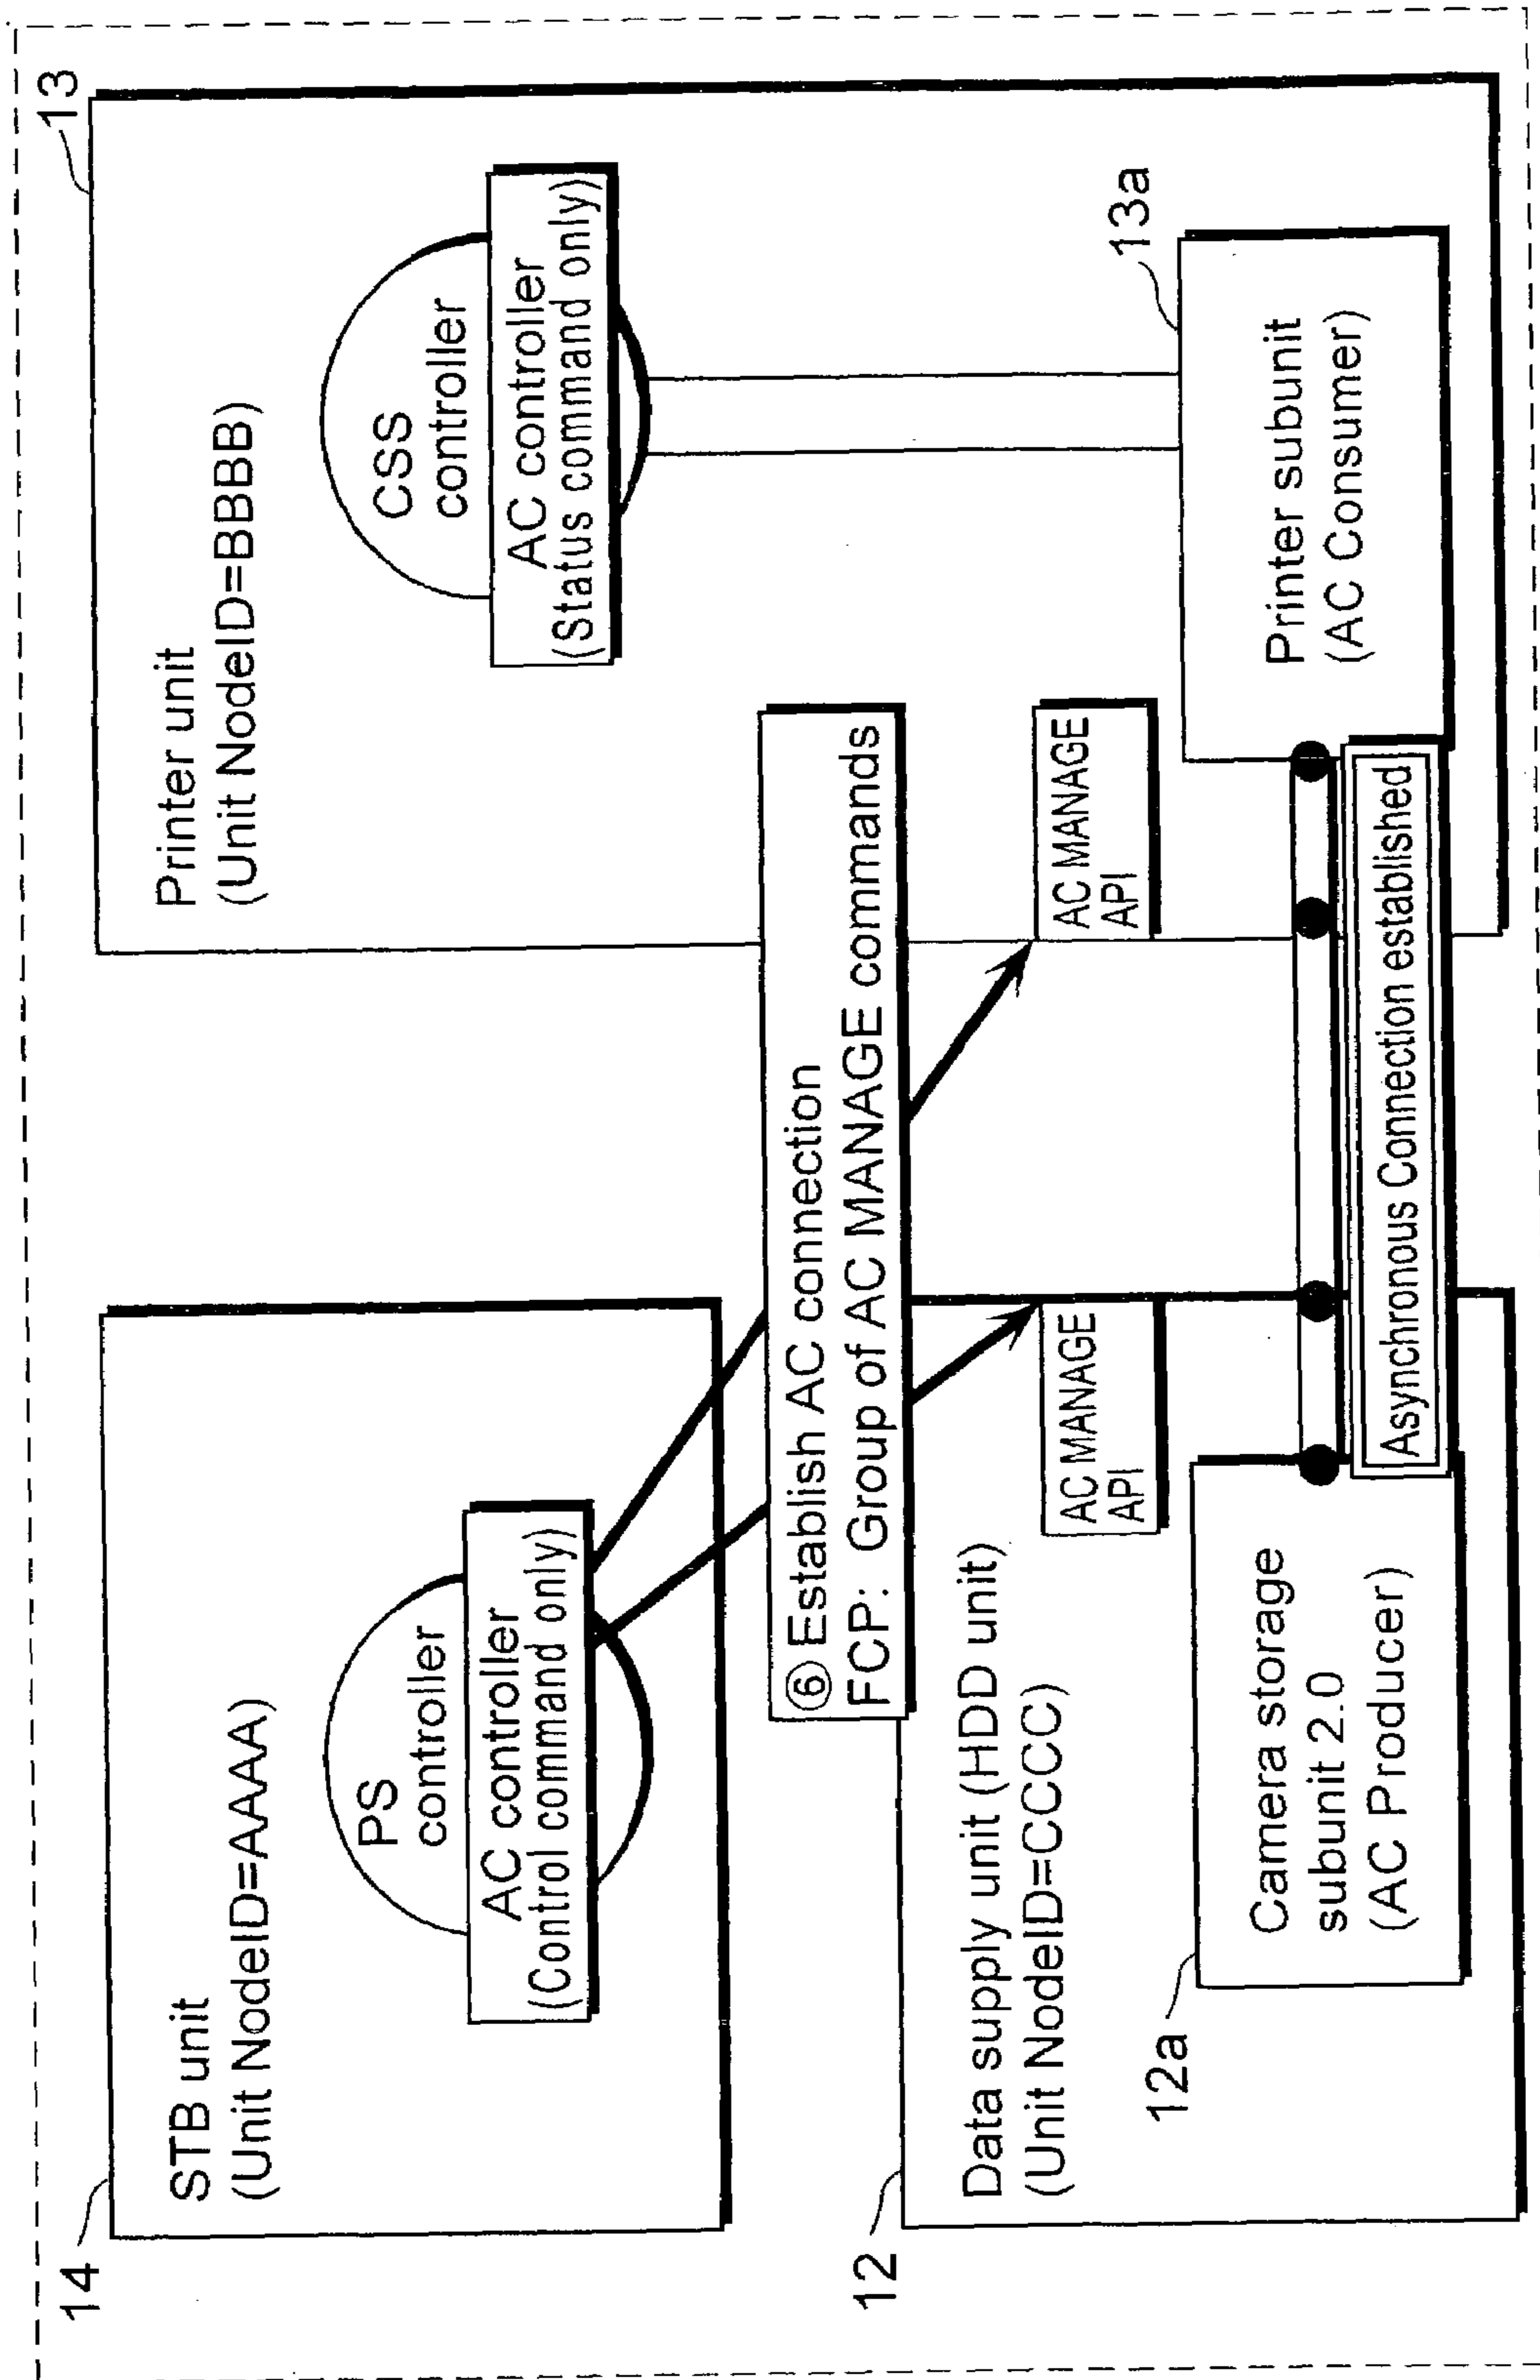 14
STB unit
(Unit NodeID=AAAA)
PS
controller
AC controller
(Control command only)
13
Printer unit
(Unit NodeID=BBBB)
CSS
controller
AC controller
(Status command only)
⑥ Establish AC connection
FCP: Group of AC MANAGE commands
12
Data supply unit (HDD unit)
(Unit NodeID=CCCC)
AC MANAGE
API
AC MANAGE
API
12a
Camera storage
subunit 2.0
(AC Producer)
13a
Printer subunit
(AC Consumer)
Asynchronous Connection established